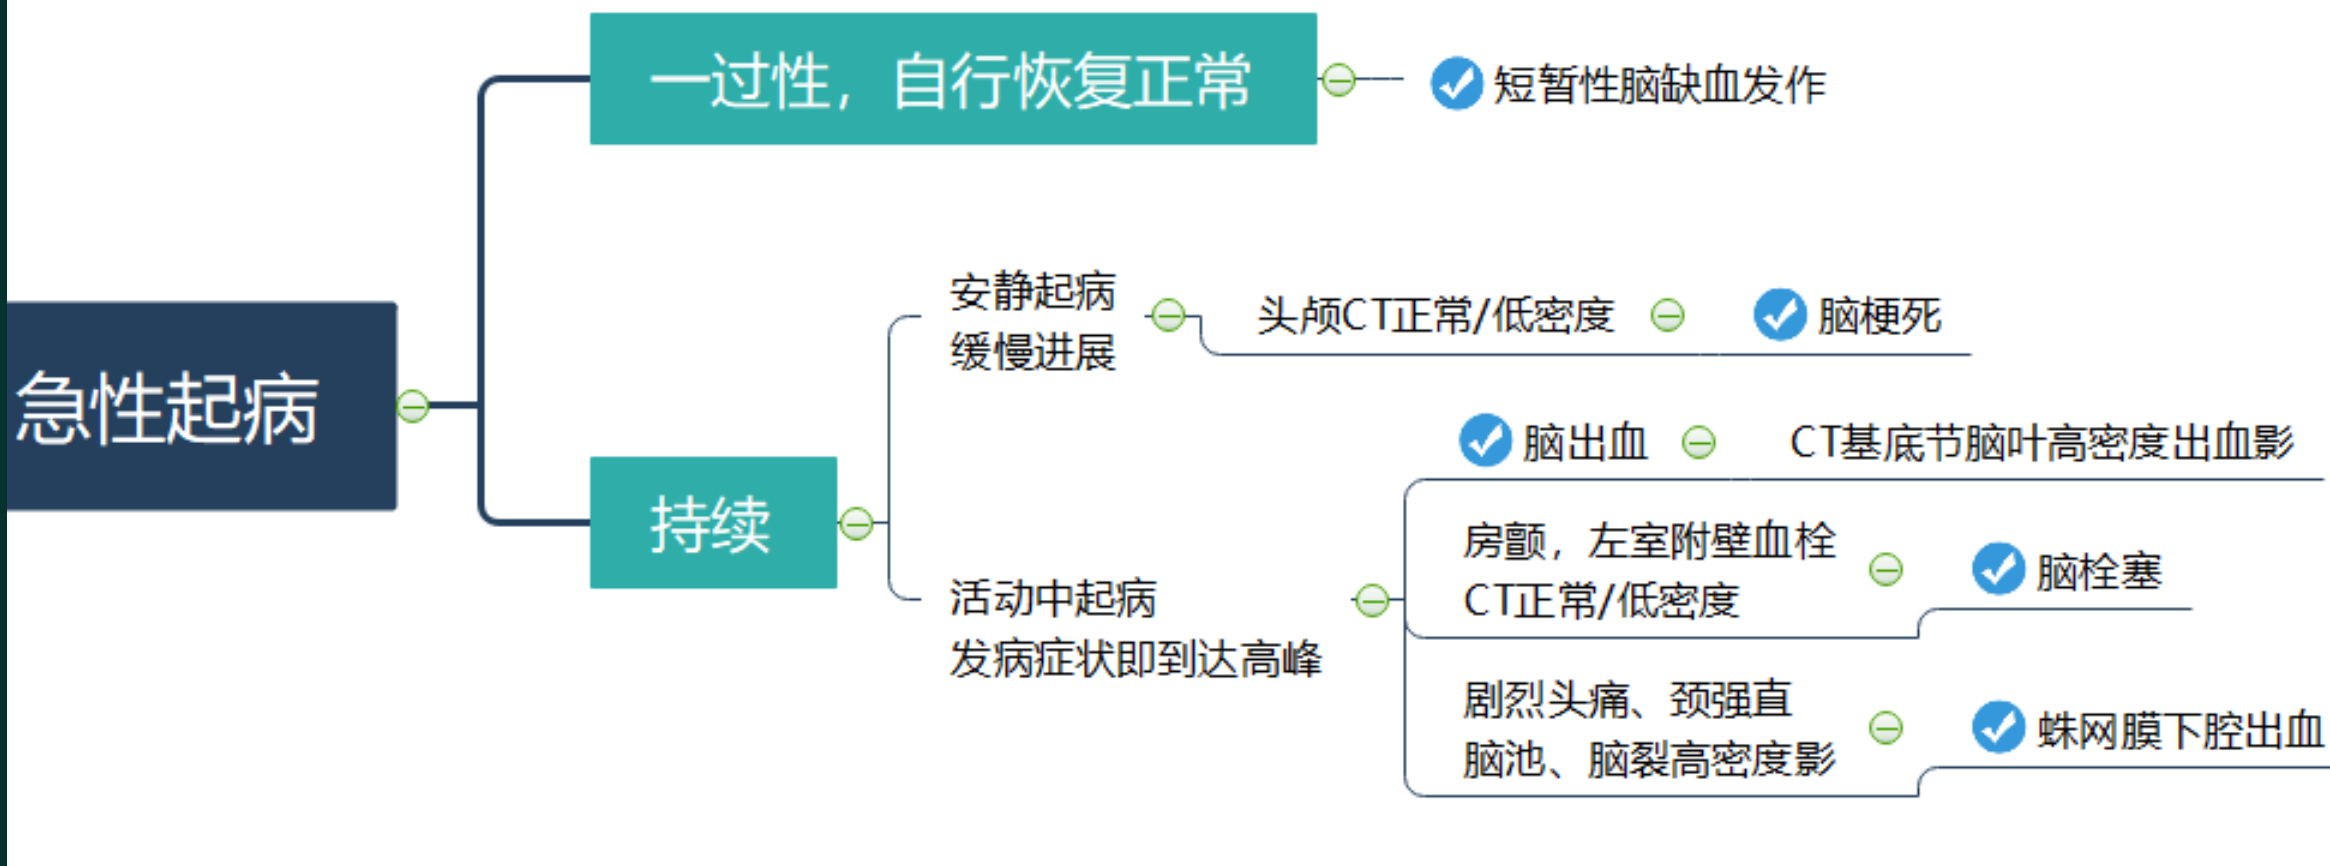 一过性，自行恢复正常
短暂性脑缺血发作
急性起病
持续
安静起病
缓慢进展
头颅CT正常/低密度
脑梗死
活动中起病
发病症状即到达高峰
脑出血
CT基底节脑叶高密度出血影
房颤，左室附壁血栓
CT正常/低密度
脑栓塞
剧烈头痛、颈强直
脑池、脑裂高密度影
蛛网膜下腔出血